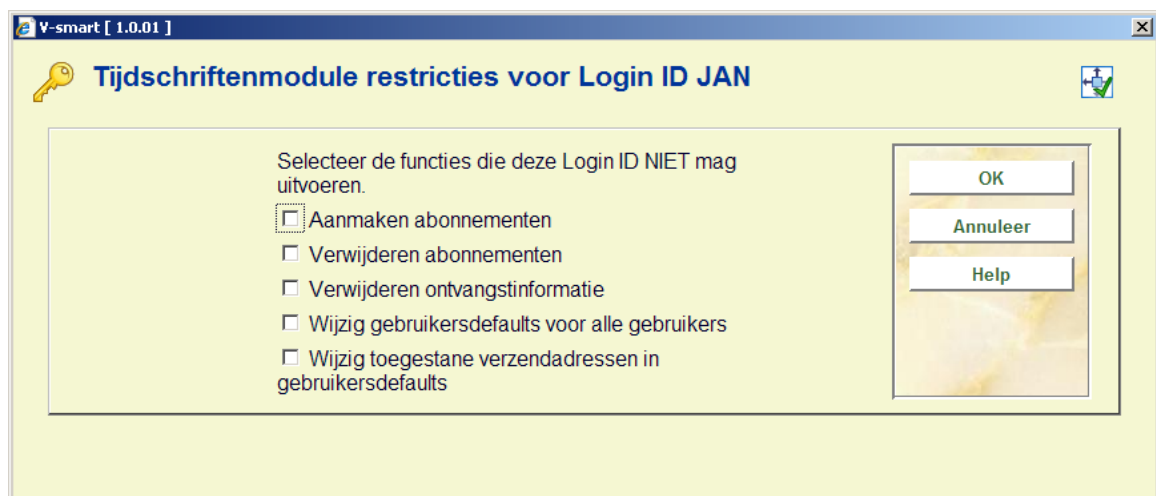 V-smart [ 1.0.01 ]
Tijdschriftenmodule restricties voor Login ID JAN
Selecteer de functies die deze Login ID NIET mag
uitvoeren.
Aanmaken abonnementen
Verwijderen abonnementen
Verwijderen ontvangstinformatie
Wijzig gebruikersdefaults voor alle gebruikers
Wijzig toegestane verzendadressen in
gebruikersdefaults
OK
Annuleer
Help